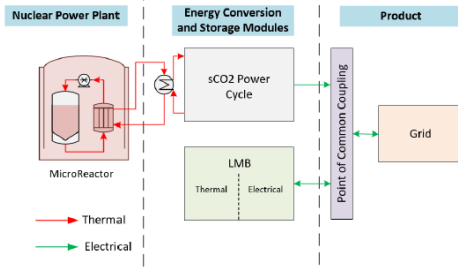 Nuclear Power Plant
Energy Conversion
and Storage Modules
Product
sCO2 Power
Cycle
MicroReactor
LMB
Thermal
Electrical
Point of Common Coupling
Grid
Thermal
Electrical